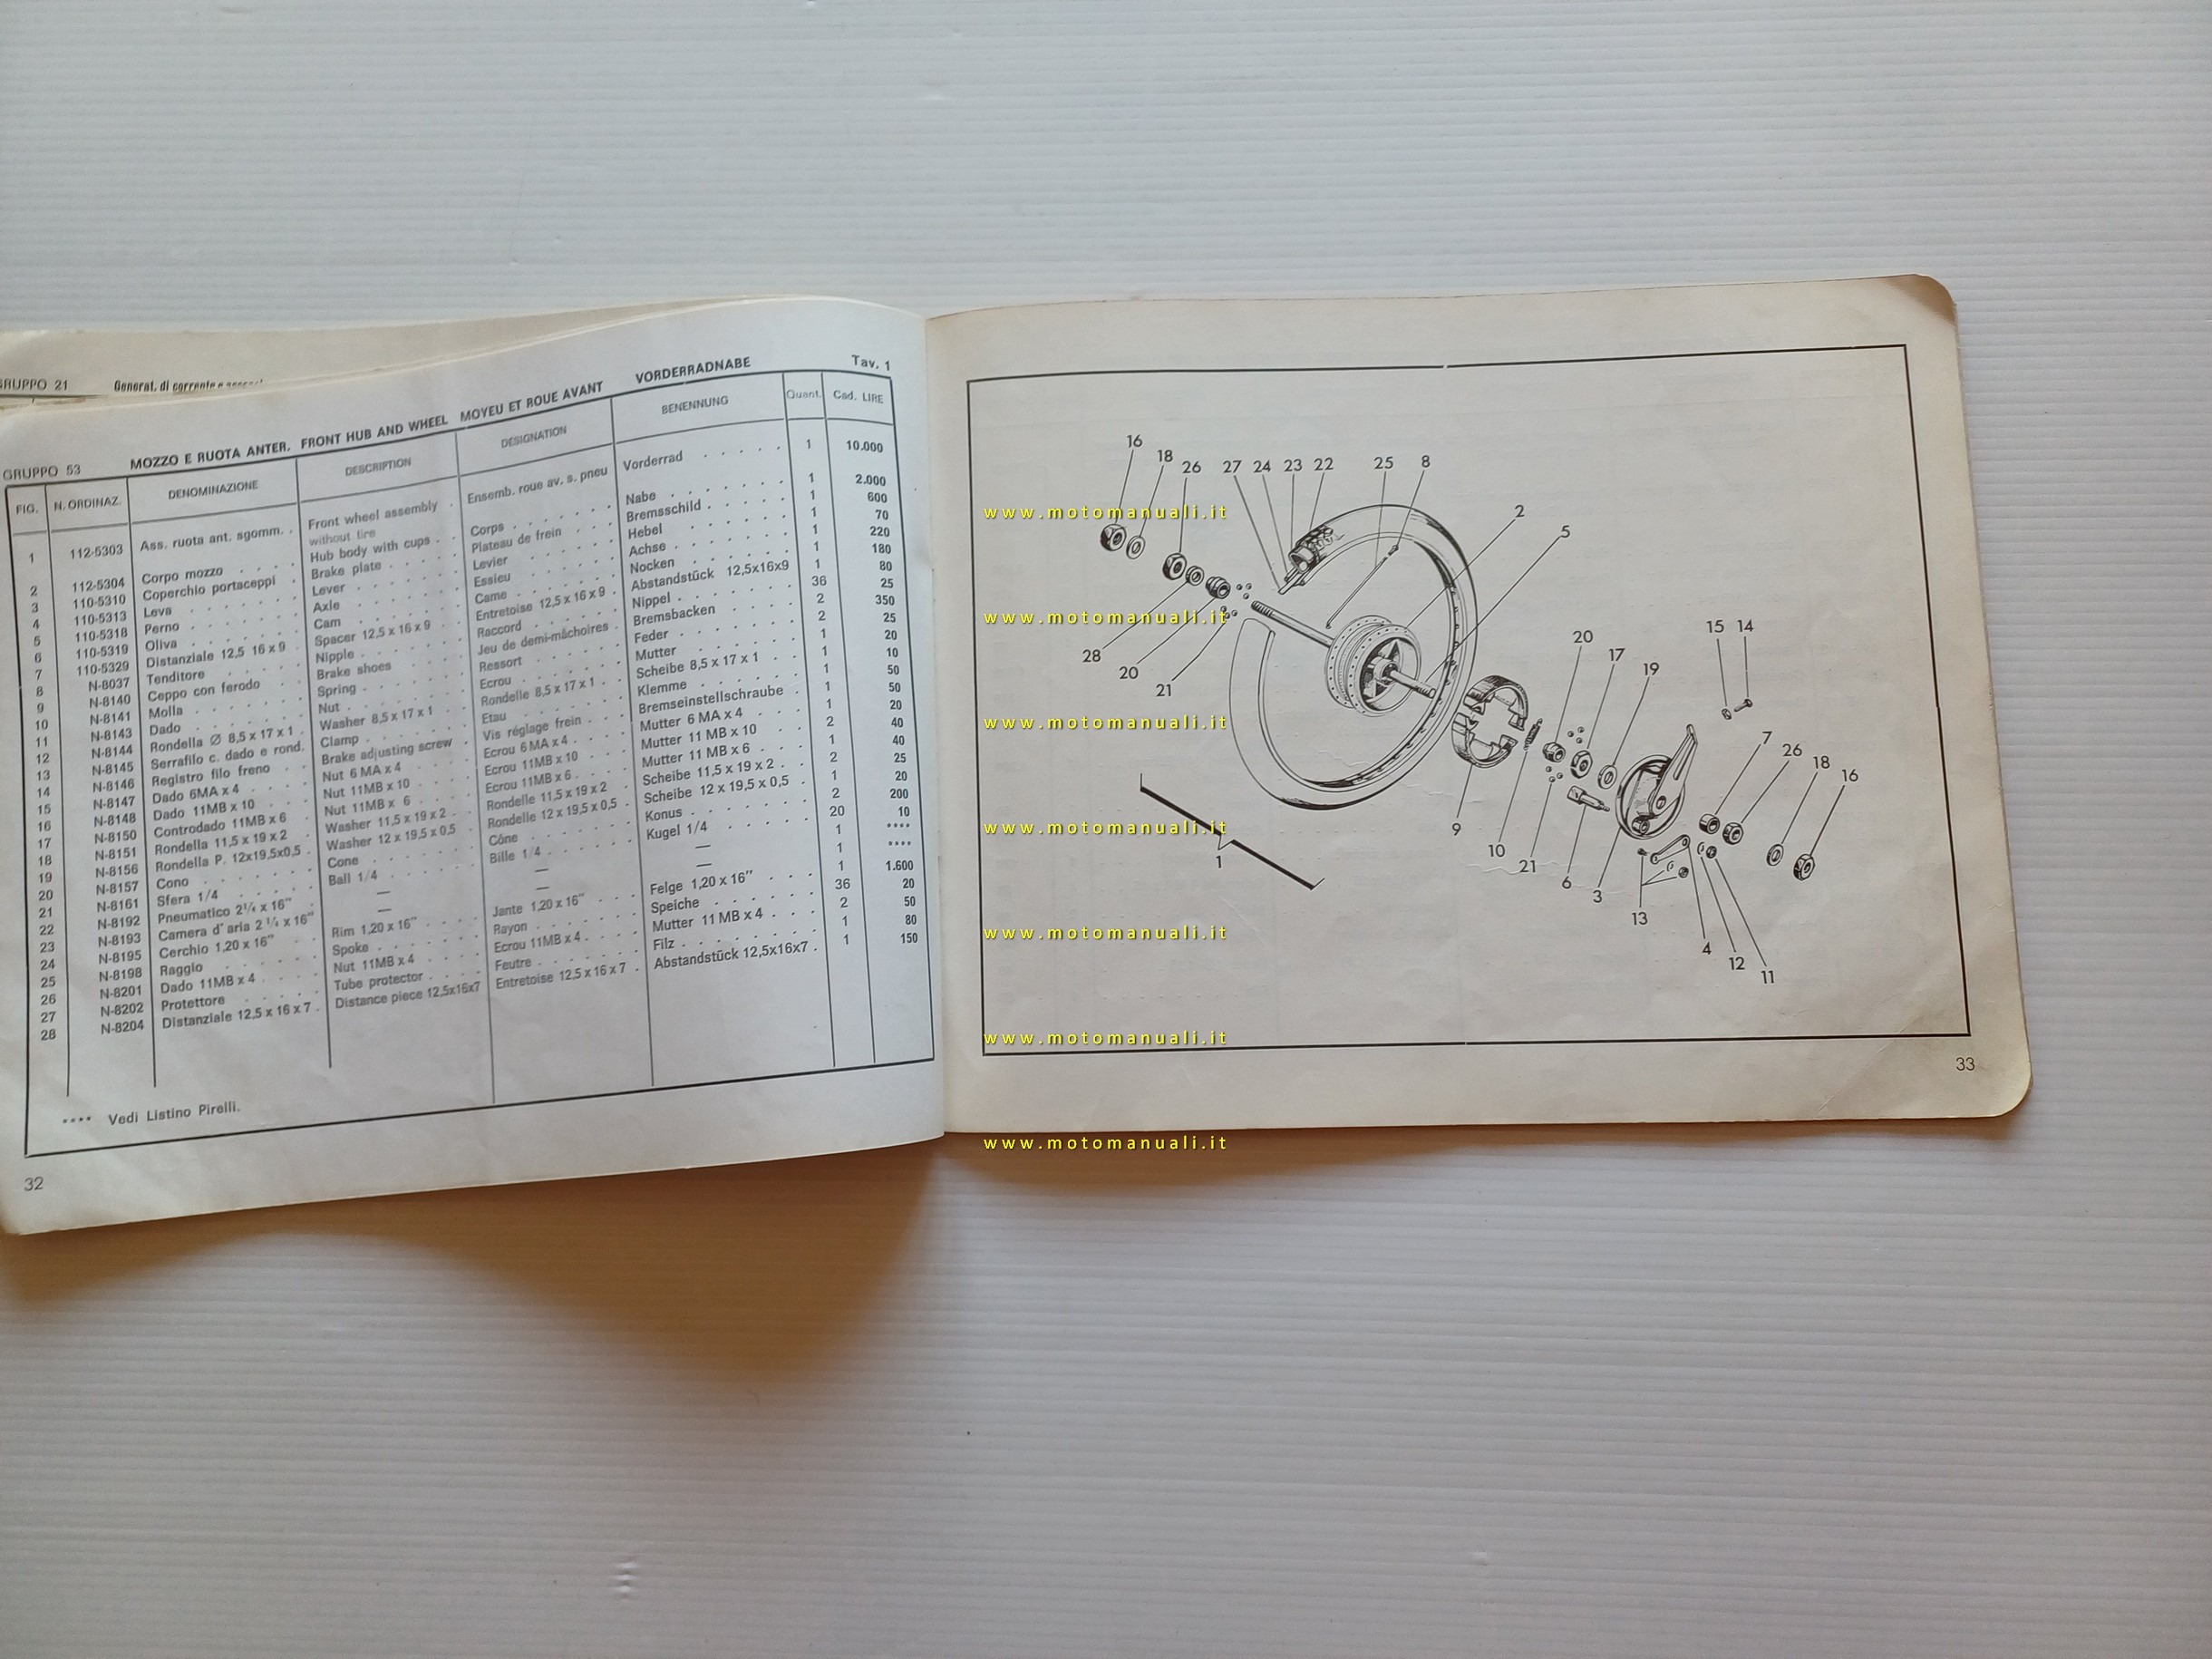 GRUPPO 21 Generat. di corrente e
GRUPPO 53 MOZZO E RUOTA ANTER. FRONT HUB AND WHEEL MOYEU ET ROUE AVANT VORDERRADNABE Tav. 1
FIG. N. ORDINAZ. DENOMINAZIONE DESCRIPTION DESIGNATION BENENNUNG Quant. Cad. LIRE
1 112-5303 Ass. ruota ant. sgomm. . Front wheel assembly without tire Ensemb. roue av. s. pneu Vorderrad 1 10.000
2 112-5304 Corpo mozzo Hub body with cups Corps Nabe 1 2.000
3 110-5310 Coperchio portaceppi Brake plate Plateau de frein Bremsschild 1 600
4 110-5313 Leva Lever Levier Hebel 1 70
5 110-5318 Perno Axle Essieu Achse 1 220
6 110-5319 Oliva Cam Came Nocken 1 180
7 110-5329 Distanziale 12,5 16 x 9 Spacer 12,5 x 16 x 9 Entretoise 12,5 x 16 x 9 Abstandstück 12,5x16x9 1 80
8 N-8037 Tenditore Nipple Raccord Nippel 36 25
9 N-8140 Ceppo con ferodo Brake shoes Jeu de demi-mâchoires Bremsbacken 2 350
10 N-8141 Molla Spring Ressort Feder 2 25
11 N-8143 Dado Nut Ecrou Mutter 1 20
12 N-8144 Rondella Ø 8,5 x 17 x 1 Washer 8,5 x 17 x 1 Rondelle 8,5 x 17 x 1 Scheibe 8,5 x 17 x 1 1 10
13 N-8145 Serrafilo c. dado e rond. Clamp Etau Klemme 1 50
14 N-8146 Registro filo freno Brake adjusting screw Vis réglage frein Bremseinstellschraube 1 50
15 N-8147 Dado 6MA x 4 Nut 6 MA x 4 Ecrou 6 MA x 4 Mutter 6 MA x 4 1 20
16 N-8148 Dado 11MB x 10 Nut 11MB x 10 Ecrou 11MB x 10 Mutter 11 MB x 10 2 40
17 N-8150 Controdado 11MB x 6 Nut 11MB x 6 Ecrou 11MB x 6 Mutter 11 MB x 6 1 40
18 N-8151 Rondella 11,5 x 19 x 2 Washer 11,5 x 19 x 2 Rondelle 11,5 x 19 x 2 Scheibe 11,5 x 19 x 2 2 25
19 N-8156 Rondella P. 12x19,5x0,5 Washer 12 x 19,5 x 0,5 Rondelle 12 x 19,5 x 0,5 Scheibe 12 x 19,5 x 0,5 1 20
20 N-8157 Cono Cone Cône Konus 2 200
21 N-8161 Sfera 1/4 Ball 1/4 Bille 1/4 Kugel 1/4 20 10
22 N-8192 Pneumatico 2¼ x 16" — — — 1 ****
23 N-8193 Camera d'aria 2 ¼ x 16" — — — 1 ****
24 N-8195 Cerchio 1,20 x 16" Rim 1,20 x 16" Jante 1,20 x 16" Felge 1,20 x 16" 1 1.600
25 N-8198 Raggio Spoke Rayon Speiche 36 20
26 N-8201 Dado 11MB x 4 Nut 11MB x 4 Ecrou 11MB x 4 Mutter 11 MB x 4 2 50
27 N-8202 Protettore Tube protector Feutre Filz 1 80
28 N-8204 Distanziale 12,5 x 16 x 7 Distance piece 12,5x16x7 Entretoise 12,5 x 16 x 7 Abstandstück 12,5x16x7 1 150
**** Vedi Listino Pirelli.
32
16 18 26 27 24 23 22 25 8
2
5
www.motomanuali.it
www.motomanuali.it
28 20 21
20 17 19
15 14
www.motomanuali.it
7 26 18 16
www.motomanuali.it
1
9 10 21 6 3 13
4 12 11
www.motomanuali.it
www.motomanuali.it
33
www.motomanuali.it